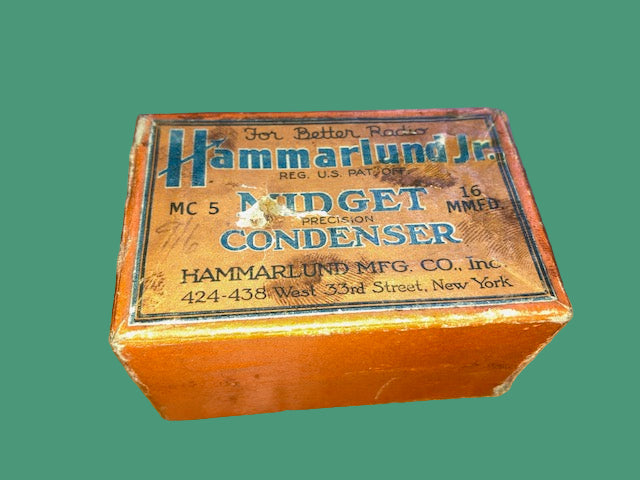 For Better Radio
Hammarlund Jr.
REG. U.S. PAT. OFF.
MC 5 MIDGET 16 MMFD.
PRECISION
CONDENSER
HAMMARLUND MFG. CO., Inc.
424-438 West 33rd Street, New York